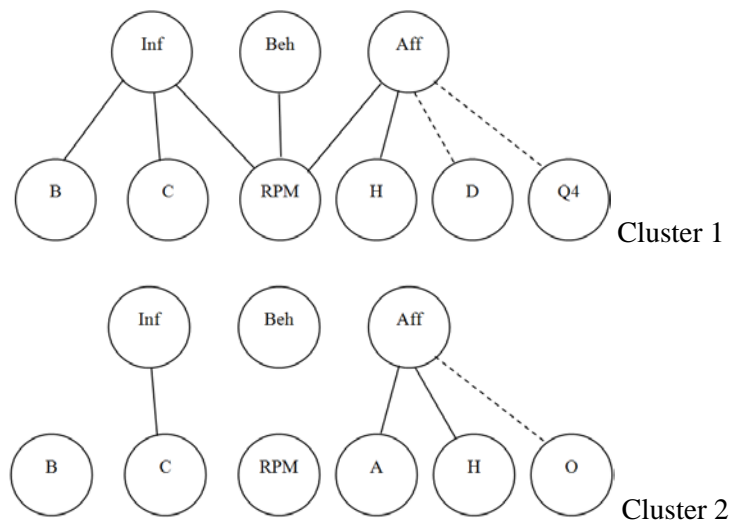 Inf Beh Aff
B C RPM H D Q4
Cluster 1
Inf Beh Aff
B C RPM A H O
Cluster 2